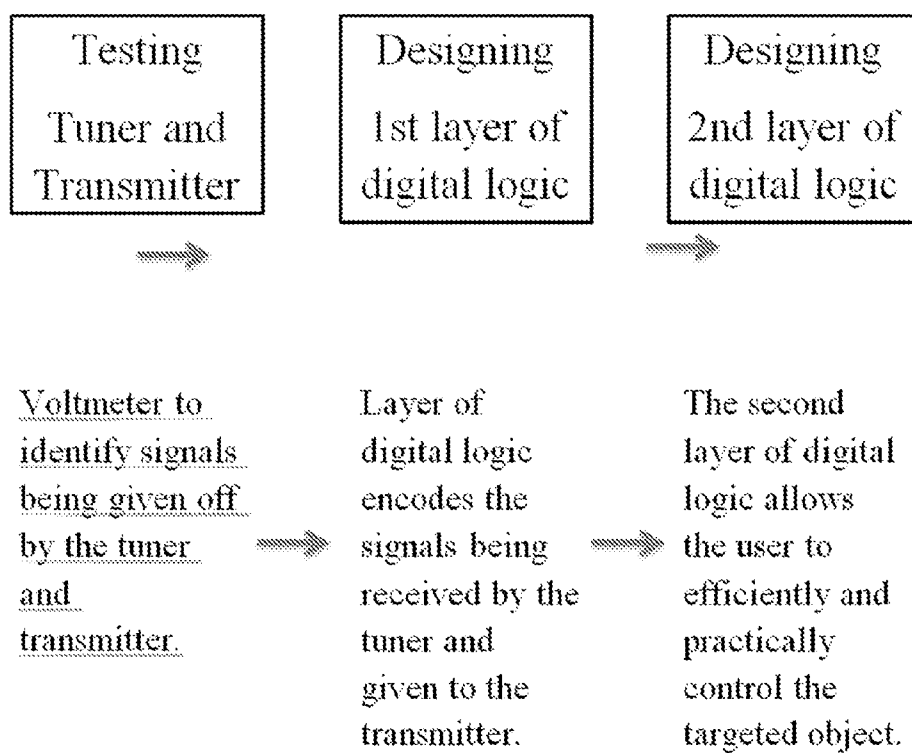 Testing
Tuner and
Transmitter
Designing
1st layer of
digital logic
Designing
2nd layer of
digital logic
Voltmeter to
identify signals
being given off
by the tuner
and
transmitter.
Layer of
digital logic
encodes the
signals being
received by the
tuner and
given to the
transmitter.
The second
layer of digital
logic allows
the user to
efficiently and
practically
control the
targeted object.